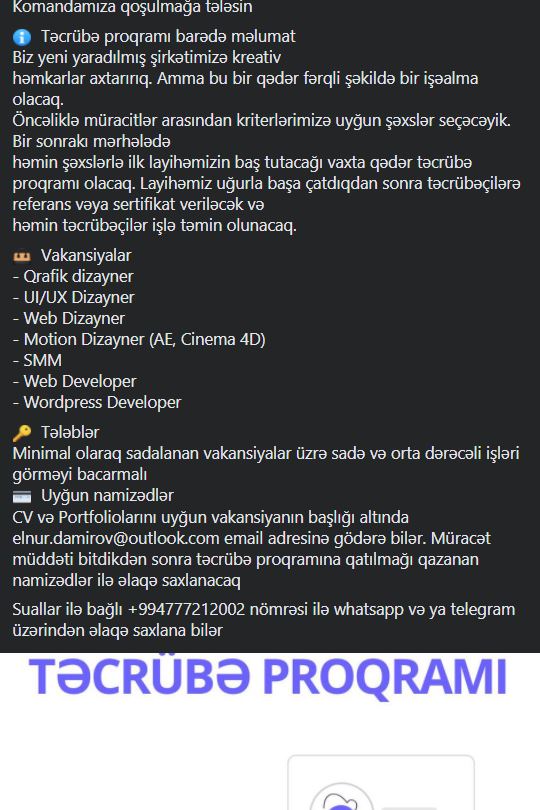 Komandamıza qoşulmağa tələsin
ℹ️ Təcrübə proqramı barədə məlumat
Biz yeni yaradılmış şirkətimizə kreativ
həmkarlar axtarırıq. Amma bu bir qədər fərqli şəkildə bir işəalma
olacaq.
Öncəliklə müracitlər arasından kriterlərimizə uyğun şəxslər seçəcəyik.
Bir sonrakı mərhələdə
həmin şəxslərlə ilk layihəmizin baş tutacağı vaxta qədər təcrübə
proqramı olacaq. Layihəmiz uğurla başa çatdıqdan sonra təcrübəçilərə
referans vəya sertifikat veriləcək və
həmin təcrübəçilər işlə təmin olunacaq.
💼 Vakansiyalar
- Qrafik dizayner
- UI/UX Dizayner
- Web Dizayner
- Motion Dizayner (AE, Cinema 4D)
- SMM
- Web Developer
- Wordpress Developer
🔑 Tələblər
Minimal olaraq sadalanan vakansiyalar üzrə sadə və orta dərəcəli işləri
görməyi bacarmalı
💳 Uyğun namizədlər
CV və Portfoliolarını uyğun vakansiyanın başlığı altında
elnur.damirov@outlook.com email adresinə gödərə bilər. Müracət
müddəti bitdikdən sonra təcrübə proqramına qatılmağı qazanan
namizədlər ilə əlaqə saxlanacaq
Suallar ilə bağlı +994777212002 nömrəsi ilə whatsapp və ya telegram
üzərindən əlaqə saxlana bilər
TƏCRÜBƏ PROQRAMI